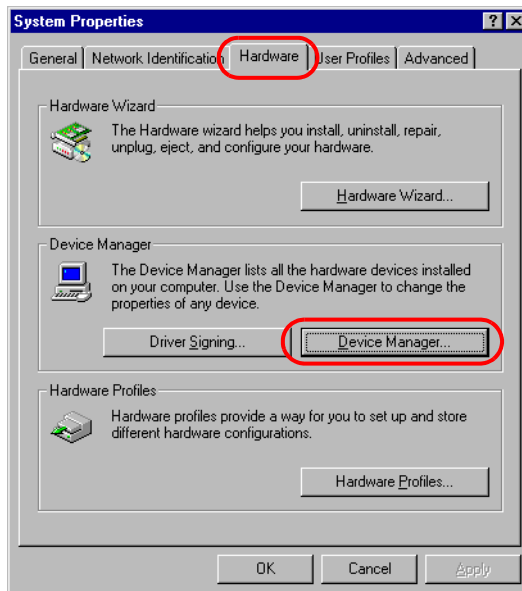 System Properties
General Network Identification Hardware User Profiles Advanced
Hardware Wizard
The Hardware wizard helps you install, uninstall, repair,
unplug, eject, and configure your hardware.
Hardware Wizard...
Device Manager
The Device Manager lists all the hardware devices installed
on your computer. Use the Device Manager to change the
properties of any device.
Driver Signing... Device Manager...
Hardware Profiles
Hardware profiles provide a way for you to set up and store
different hardware configurations.
Hardware Profiles...
OK Cancel Apply